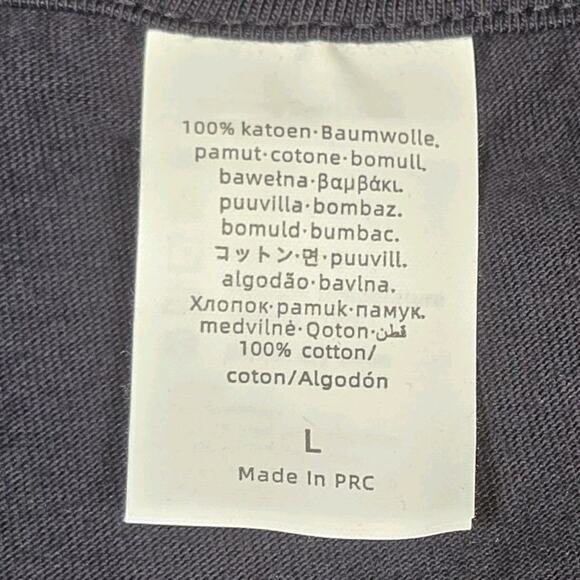 100% katoen·Baumwolle.
pamut·cotone·bomull.
bawełna·βαμβάκι.
puuvilla·bombaz.
bomuld·bumbac.
コットン·면·puuvill.
algodão·bavlna.
Хлопок·pamuk·памук.
medvilnė·Qoton·قطن
100% cotton/
coton/Algodón
L
Made In PRC